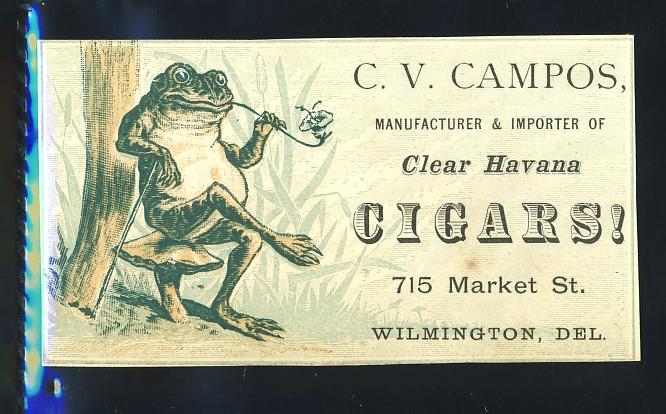 C. V. CAMPOS,
MANUFACTURER & IMPORTER OF
Clear Havana
CIGARS!
715 Market St.
WILMINGTON, DEL.